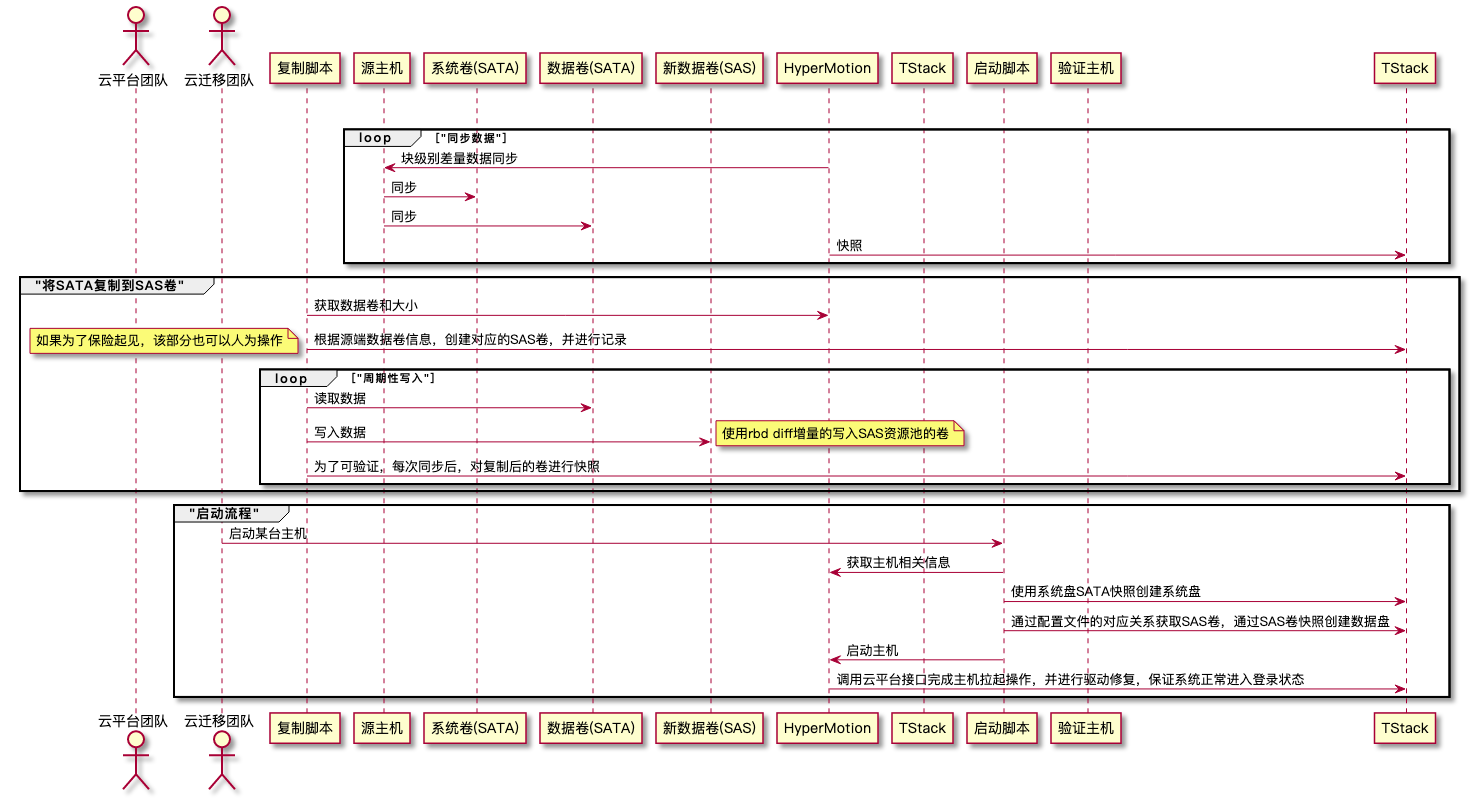 云平台团队
云迁移团队
复制脚本
源主机
系统卷(SATA)
数据卷(SATA)
新数据卷(SAS)
HyperMotion
TStack
启动脚本
验证主机
TStack
loop ["同步数据"]
块级别差量数据同步
同步
同步
快照
"将SATA复制到SAS卷"
获取数据卷和大小
如果为了保险起见，该部分也可以人为操作
根据源端数据卷信息，创建对应的SAS卷，并进行记录
loop ["周期性写入"]
读取数据
写入数据
使用rbd diff增量的写入SAS资源池的卷
为了可验证，每次同步后，对复制后的卷进行快照
"启动流程"
启动某台主机
获取主机相关信息
使用系统盘SATA快照创建系统盘
通过配置文件的对应关系获取SAS卷，通过SAS卷快照创建数据盘
启动主机
调用云平台接口完成主机拉起操作，并进行驱动修复，保证系统正常进入登录状态
云平台团队
云迁移团队
复制脚本
源主机
系统卷(SATA)
数据卷(SATA)
新数据卷(SAS)
HyperMotion
TStack
启动脚本
验证主机
TStack